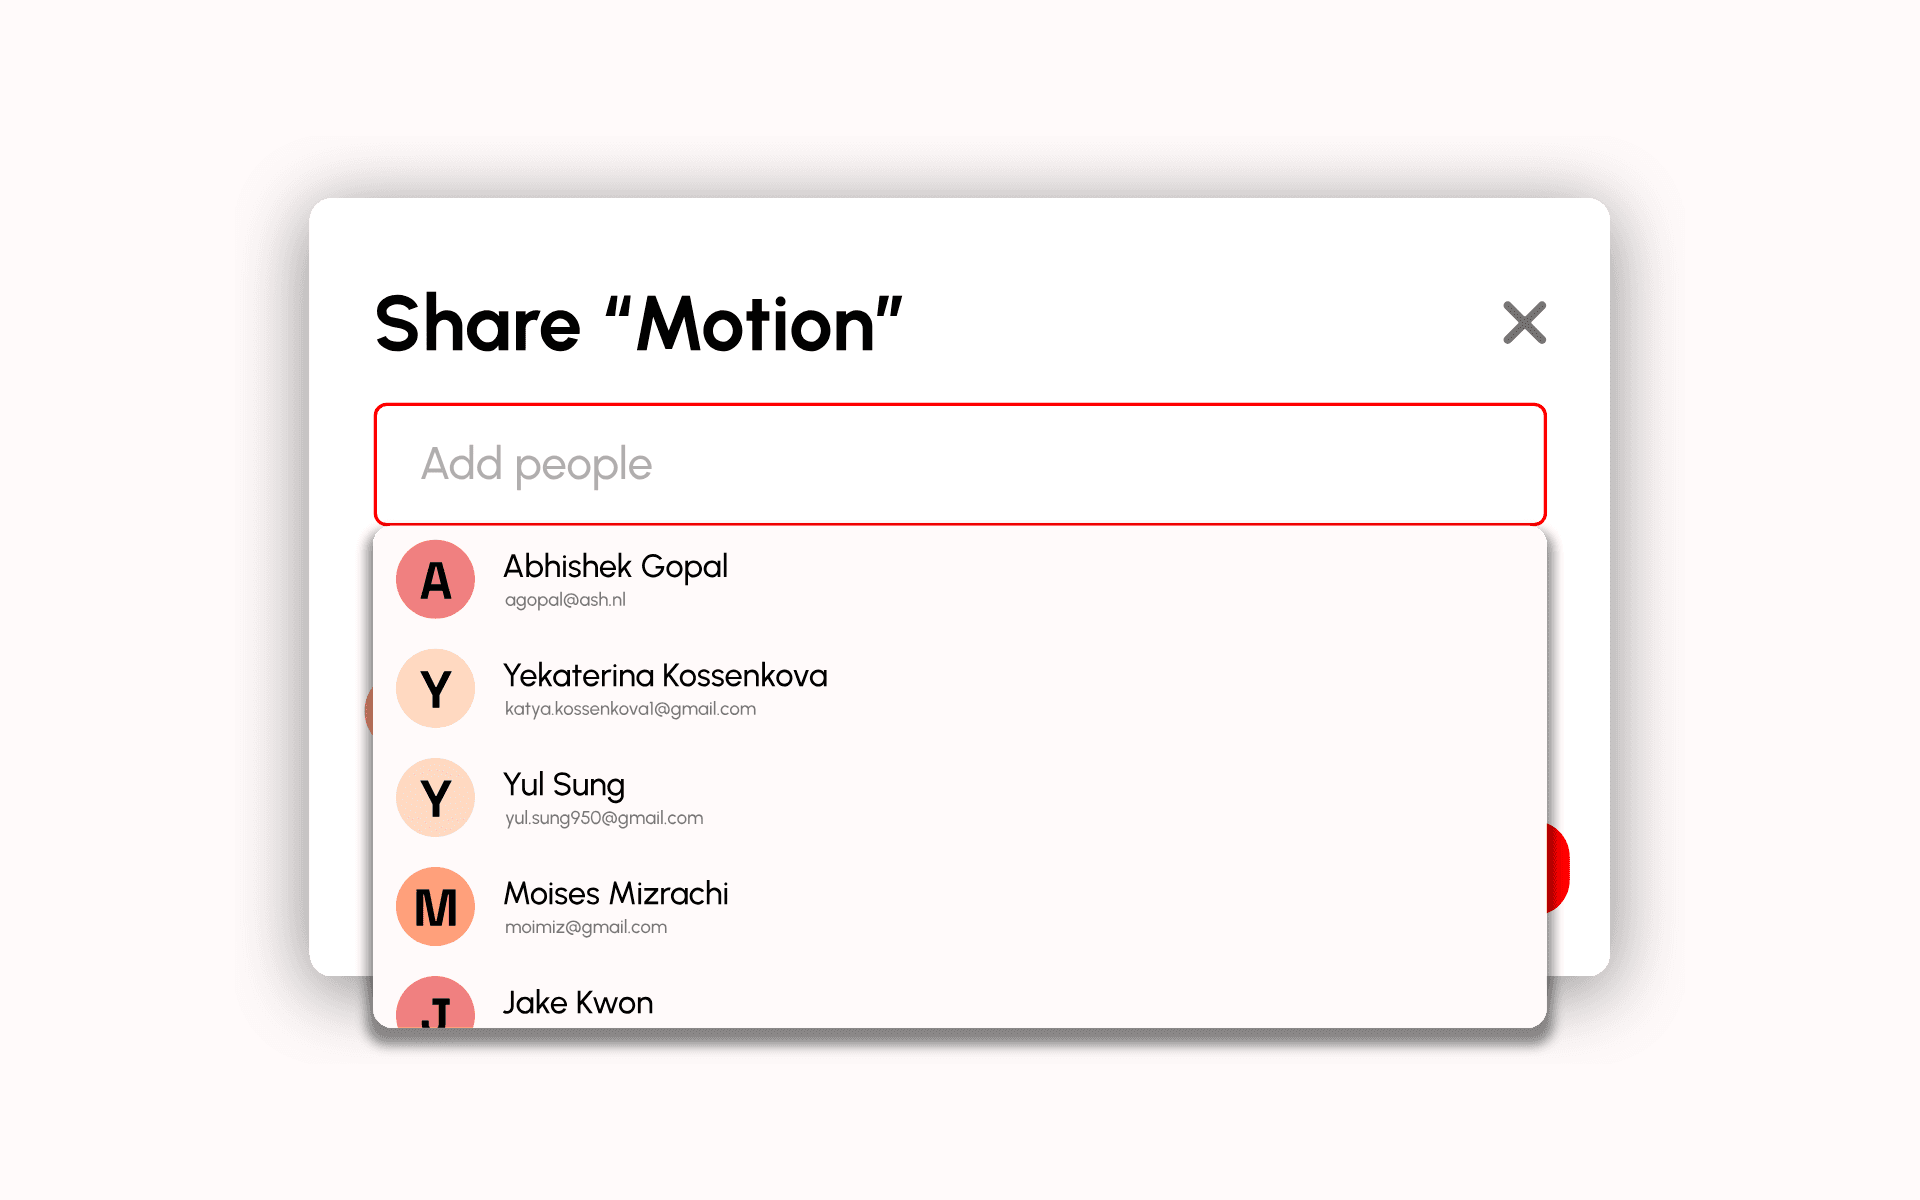 Share “Motion”
Add people
A
Abhishek Gopal
agopal@ash.nl
Y
Yekaterina Kossenkova
katya.kossenkova1@gmail.com
Y
Yul Sung
yul.sung950@gmail.com
M
Moises Mizrachi
moimiz@gmail.com
J
Jake Kwon